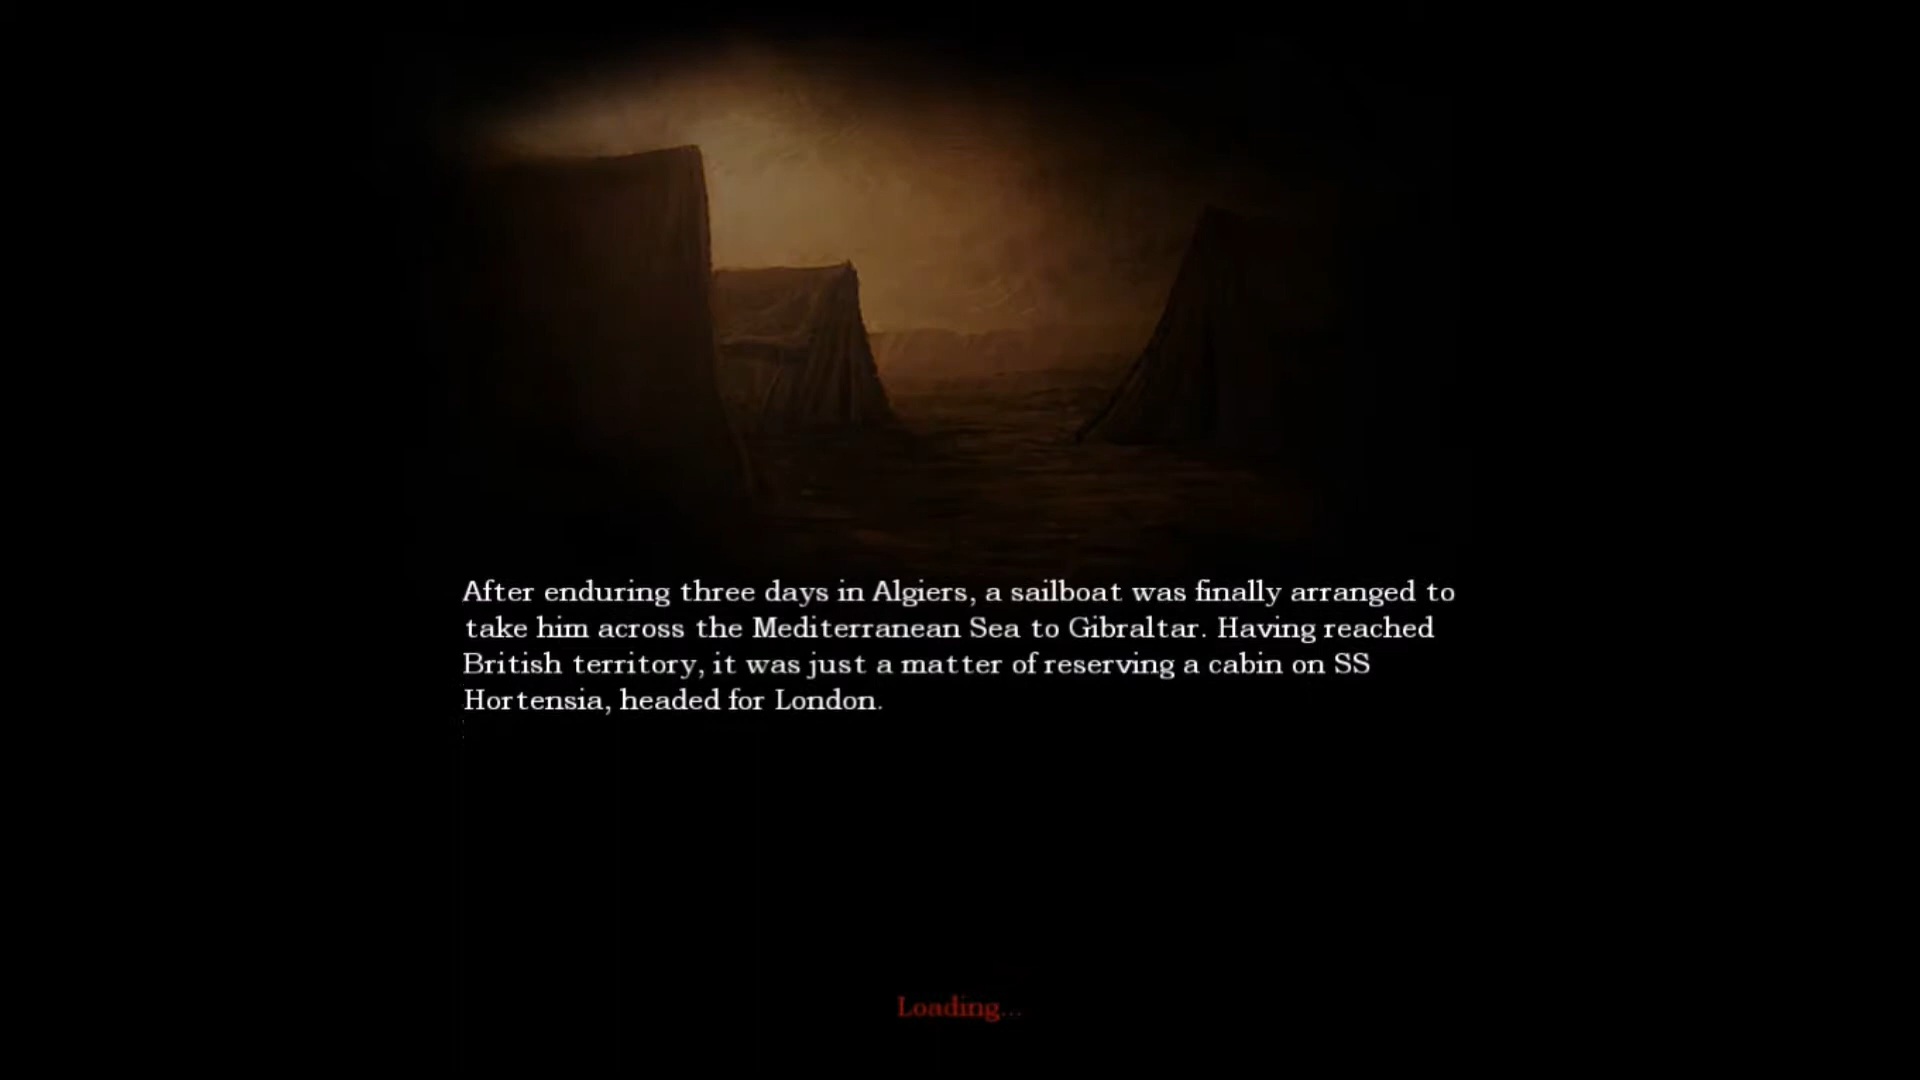 After enduring three days in Algiers, a sailboat was finally arranged to
take him across the Mediterranean Sea to Gibraltar. Having reached
British territory, it was just a matter of reserving a cabin on SS
Hortensia, headed for London.
Loading...